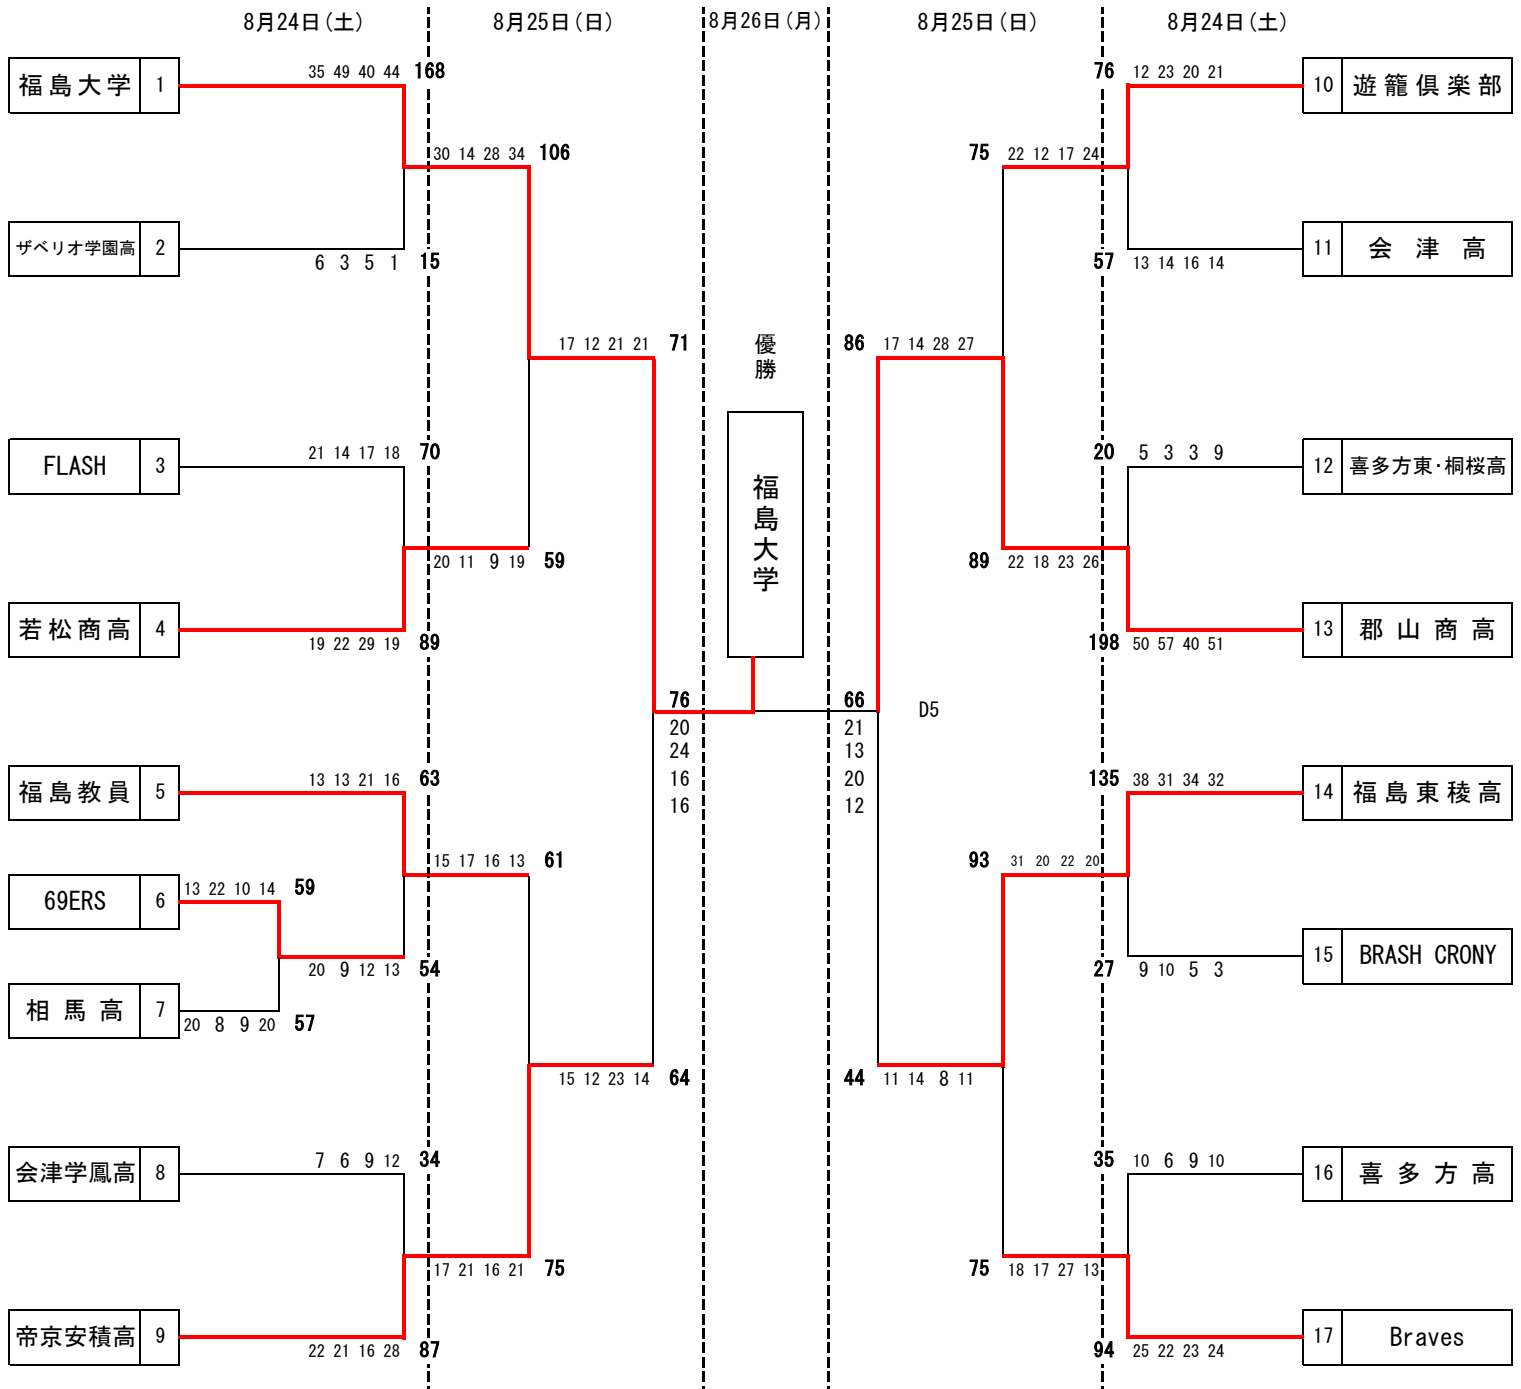 8月24日（土） 8月25日（日） 8月26日（月） 8月25日（日） 8月24日（土）
福島大学 1 35 49 40 44 168
76 12 23 20 21 10 遊籠倶楽部
30 14 28 34 106
75 22 12 17 24
ザベリオ学園高 2 6 3 5 1 15
57 13 14 16 14 11 会津高
17 12 21 21 71
優勝
86 17 14 28 27
FLASH 3 21 14 17 18 70
20 5 3 3 9 12 喜多方東・桐桜高
福島大学
20 11 9 19 59
89 22 18 23 26
若松商高 4 19 22 29 19 89
198 50 57 40 51 13 郡山商高
76 66 D5
20 21
24 13
16 20
16 12
福島教員 5 13 13 21 16 63
135 38 31 34 32 14 福島東稜高
15 17 16 13 61
93 31 20 22 20
69ERS 6 13 22 10 14 59
20 9 12 13 54
27 9 10 5 3 15 BRASH CRONY
相馬高 7 20 8 9 20 57
15 12 23 14 64
44 11 14 8 11
会津学鳳高 8 7 6 9 12 34
35 10 6 9 10 16 喜多方高
17 21 16 21 75
75 18 17 27 13
帝京安積高 9 22 21 16 28 87
94 25 22 23 24 17 Braves